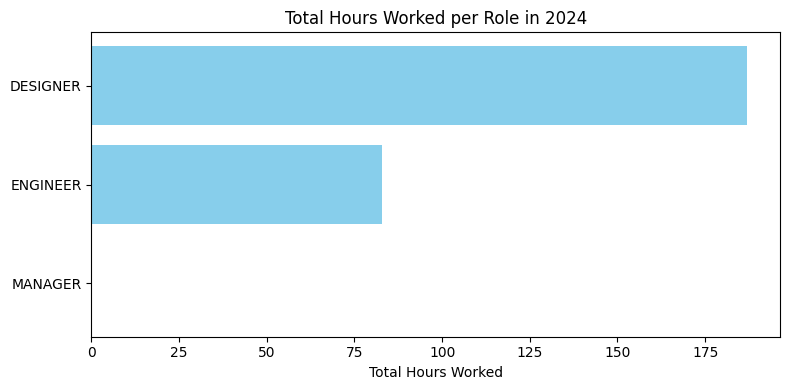 Total Hours Worked per Role in 2024
DESIGNER
ENGINEER
MANAGER
0 25 50 75 100 125 150 175
Total Hours Worked